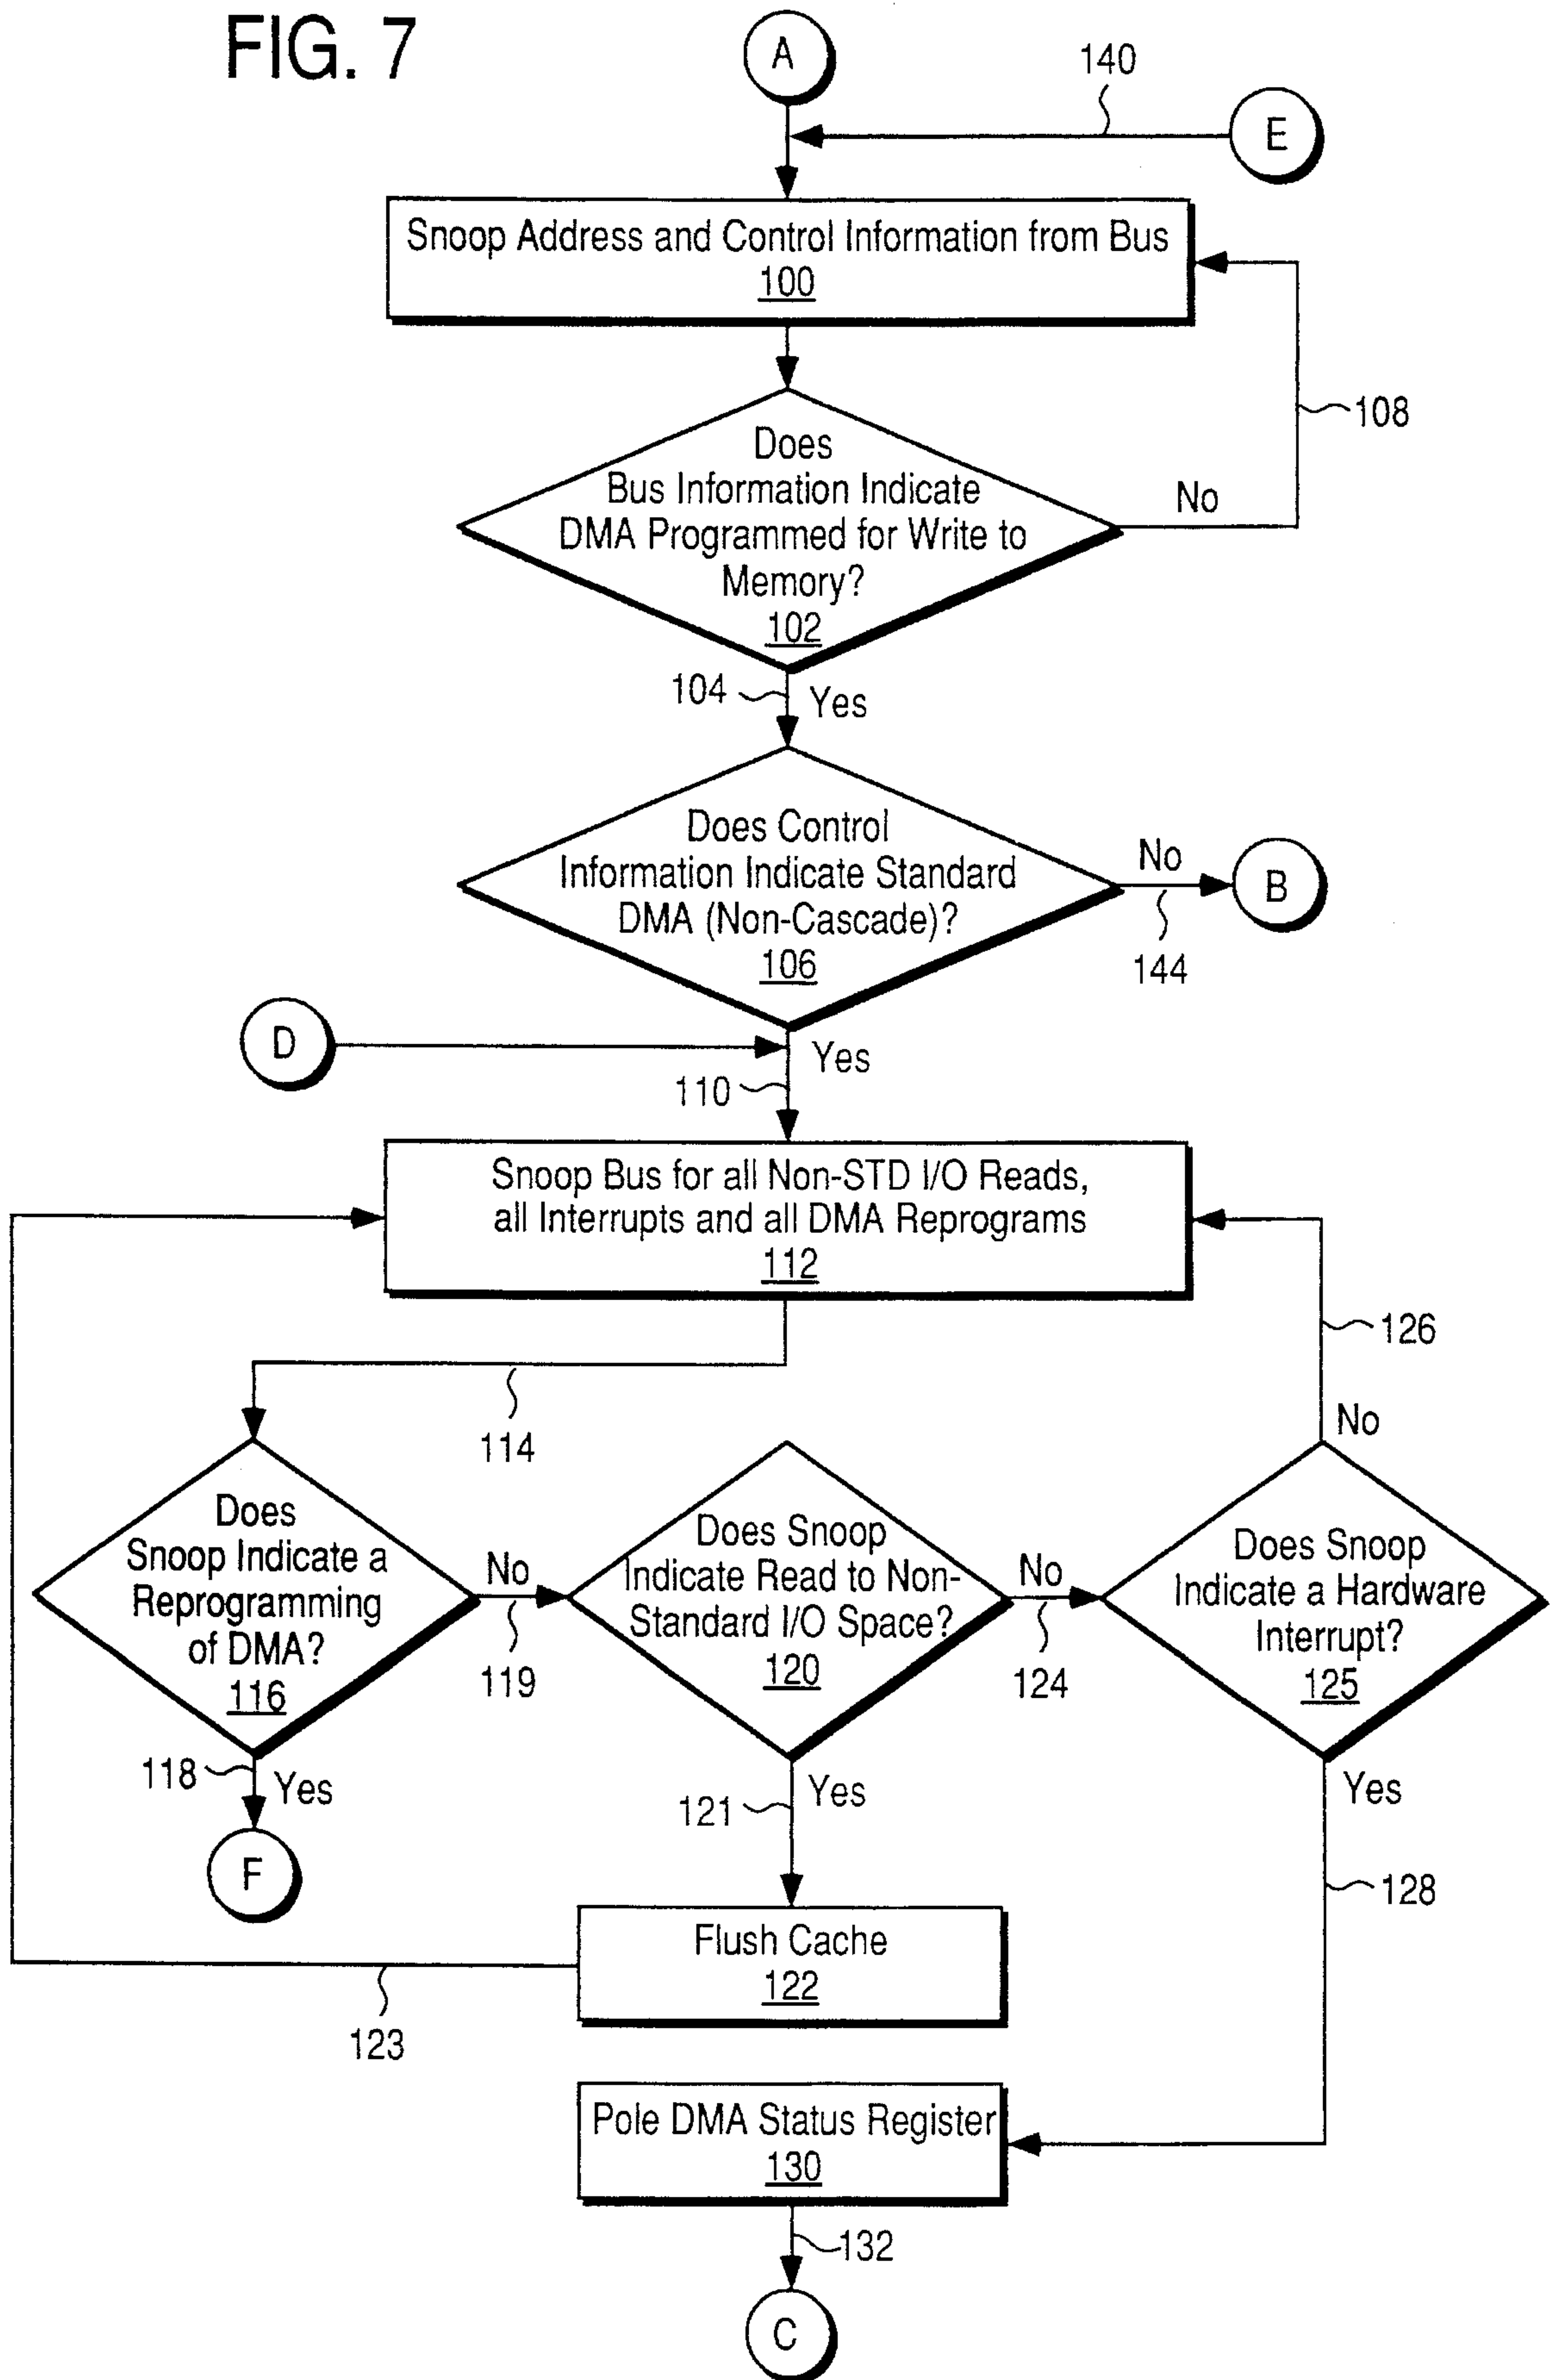 FIG. 7
A
140
E
Snoop Address and Control Information from Bus
100
108
Does
Bus Information Indicate
DMA Programmed for Write to
Memory?
102
No
104
Yes
Does Control
Information Indicate Standard
DMA (Non-Cascade)?
106
No
B
144
D
Yes
110
Snoop Bus for all Non-STD I/O Reads,
all Interrupts and all DMA Reprograms
112
126
114
No
Does
Snoop Indicate a
Reprogramming
of DMA?
116
No
119
Does Snoop
Indicate Read to Non-
Standard I/O Space?
120
No
124
Does Snoop
Indicate a Hardware
Interrupt?
125
118
Yes
121
Yes
Yes
F
128
Flush Cache
122
123
Pole DMA Status Register
130
132
C